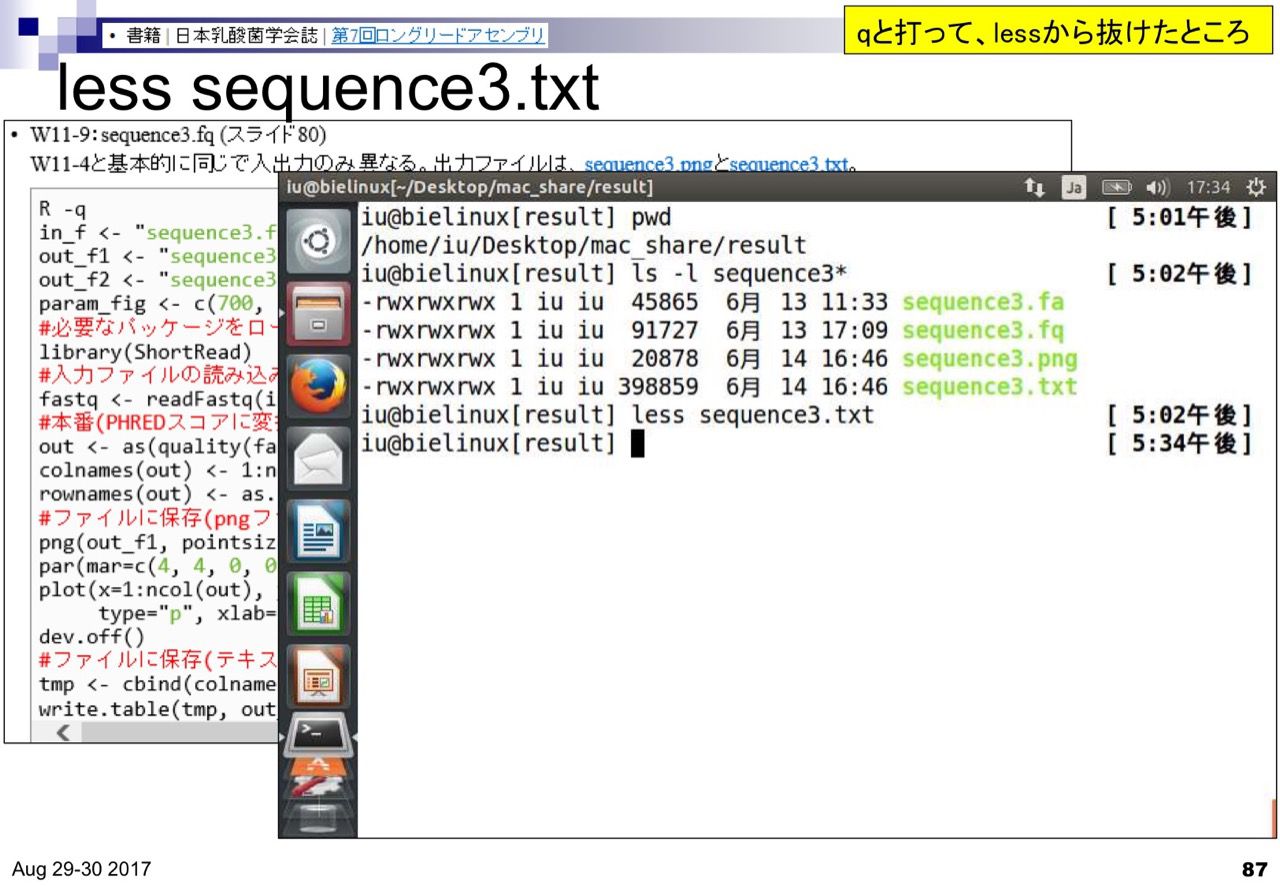 • 書籍 | 日本乳酸菌学会誌 | 第7回ロングリードアセンブリ
qと打って、lessから抜けたところ
less sequence3.txt
• W11-9：sequence3.fq (スライド80)
W11-4と基本的に同じで入出力のみ異なる。出力ファイルは、sequence3.pngとsequence3.txt。
R -q
in_f <- "sequence3.f
out_f1 <- "sequence3
out_f2 <- "sequence3
param_fig <- c(700,
#必要なパッケージをロー
library(ShortRead)
#入力ファイルの読み込み
fastq <- readFastq(i
#本番(PHREDスコアに変
out <- as(quality(fa
colnames(out) <- 1:n
rownames(out) <- as.
#ファイルに保存(pngフ
png(out_f1, pointsiz
par(mar=c(4, 4, 0, 0
plot(x=1:ncol(out),
type="p", xlab=
dev.off()
#ファイルに保存(テキス
tmp <- cbind(colname
write.table(tmp, out
iu@bielinux[~/Desktop/mac_share/result]
Ja
17:34
iu@bielinux[result] pwd [ 5:01午後]
/home/iu/Desktop/mac_share/result
iu@bielinux[result] ls -l sequence3* [ 5:02午後]
-rwxrwxrwx 1 iu iu 45865 6月 13 11:33 sequence3.fa
-rwxrwxrwx 1 iu iu 91727 6月 13 17:09 sequence3.fq
-rwxrwxrwx 1 iu iu 20878 6月 14 16:46 sequence3.png
-rwxrwxrwx 1 iu iu 398859 6月 14 16:46 sequence3.txt
iu@bielinux[result] less sequence3.txt [ 5:02午後]
iu@bielinux[result] [ 5:34午後]
Aug 29-30 2017
87